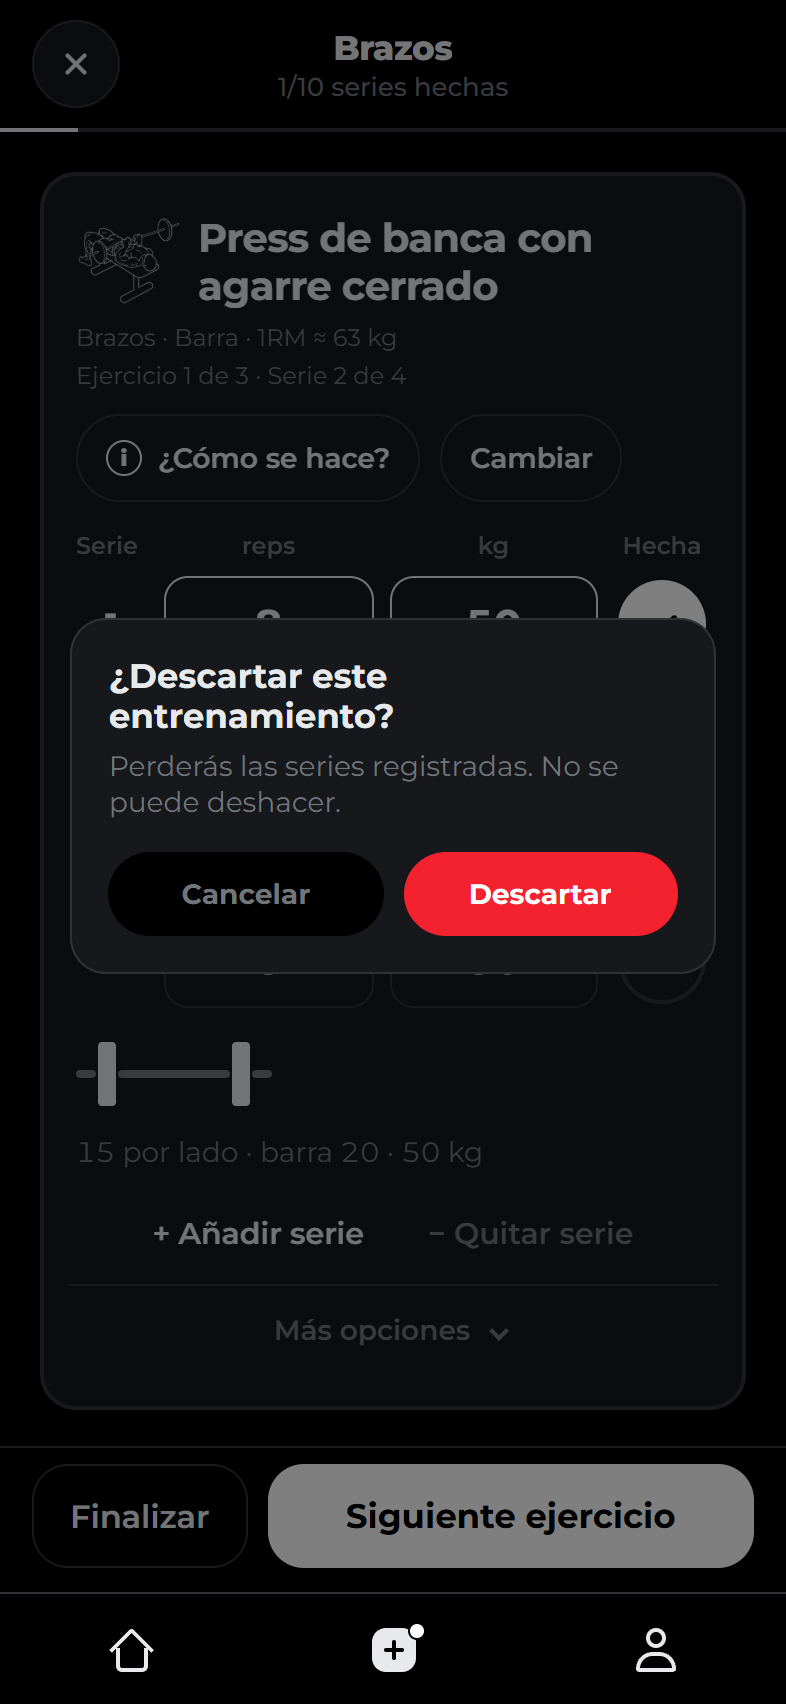 Brazos
1/10 series hechas
Press de banca con
agarre cerrado
Brazos · Barra · 1RM ≈ 63 kg
Ejercicio 1 de 3 · Serie 2 de 4
¿Cómo se hace?
Cambiar
Serie reps kg Hecha
8 50
¿Descartar este
entrenamiento?
Perderás las series registradas. No se
puede deshacer.
Cancelar
Descartar
15 por lado · barra 20 · 50 kg
+ Añadir serie
− Quitar serie
Más opciones
Finalizar
Siguiente ejercicio